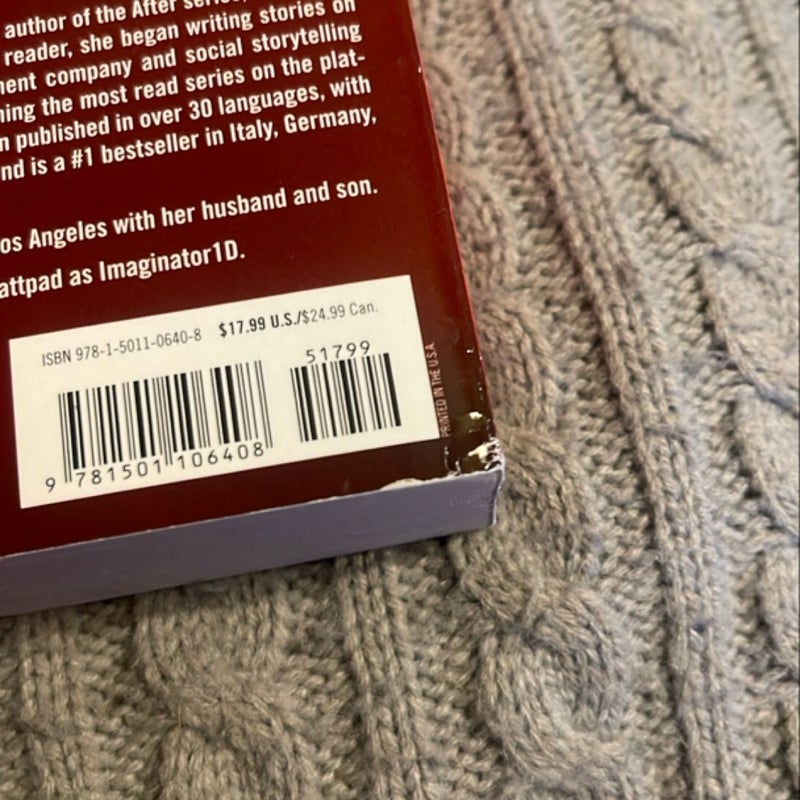 author of the After series,
reader, she began writing stories on
ment company and social storytelling
ning the most read series on the plat-
n published in over 30 languages, with
nd is a #1 bestseller in Italy, Germany,
os Angeles with her husband and son.
attpad as Imaginator1D.
ISBN 978-1-5011-0640-8 $17.99 U.S./$24.99 Can.
51799
9 781501 106408
PRINTED IN THE U.S.A.